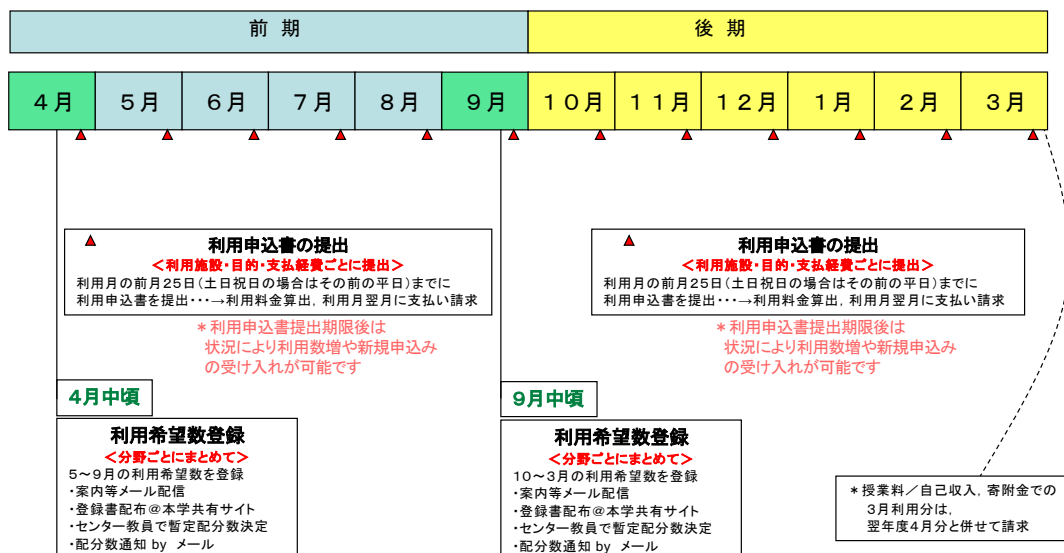 前 期
後 期
４月
５月
６月
７月
８月
９月
１０月
１１月
１２月
１月
２月
３月
利用申込書の提出
＜利用施設・目的・支払経費ごとに提出＞
利用月の前月25日（土日祝日の場合はその前の平日）までに
利用申込書を提出・・・→利用料金算出，利用月翌月に支払い請求
＊利用申込書提出期限後は
状況により利用数増や新規申込み
の受け入れが可能です
利用申込書の提出
＜利用施設・目的・支払経費ごとに提出＞
利用月の前月25日（土日祝日の場合はその前の平日）までに
利用申込書を提出・・・→利用料金算出，利用月翌月に支払い請求
＊利用申込書提出期限後は
状況により利用数増や新規申込み
の受け入れが可能です
４月中頃
利用希望数登録
＜分野ごとにまとめて＞
5～9月の利用希望数を登録
・案内等メール配信
・登録書配布＠本学共有サイト
・センター教員で暫定配分数決定
・配分数通知 by メール
９月中頃
利用希望数登録
＜分野ごとにまとめて＞
10～3月の利用希望数を登録
・案内等メール配信
・登録書配布＠本学共有サイト
・センター教員で暫定配分数決定
・配分数通知 by メール
＊授業料／自己収入，寄附金での
3月利用分は，
翌年度4月分と併せて請求